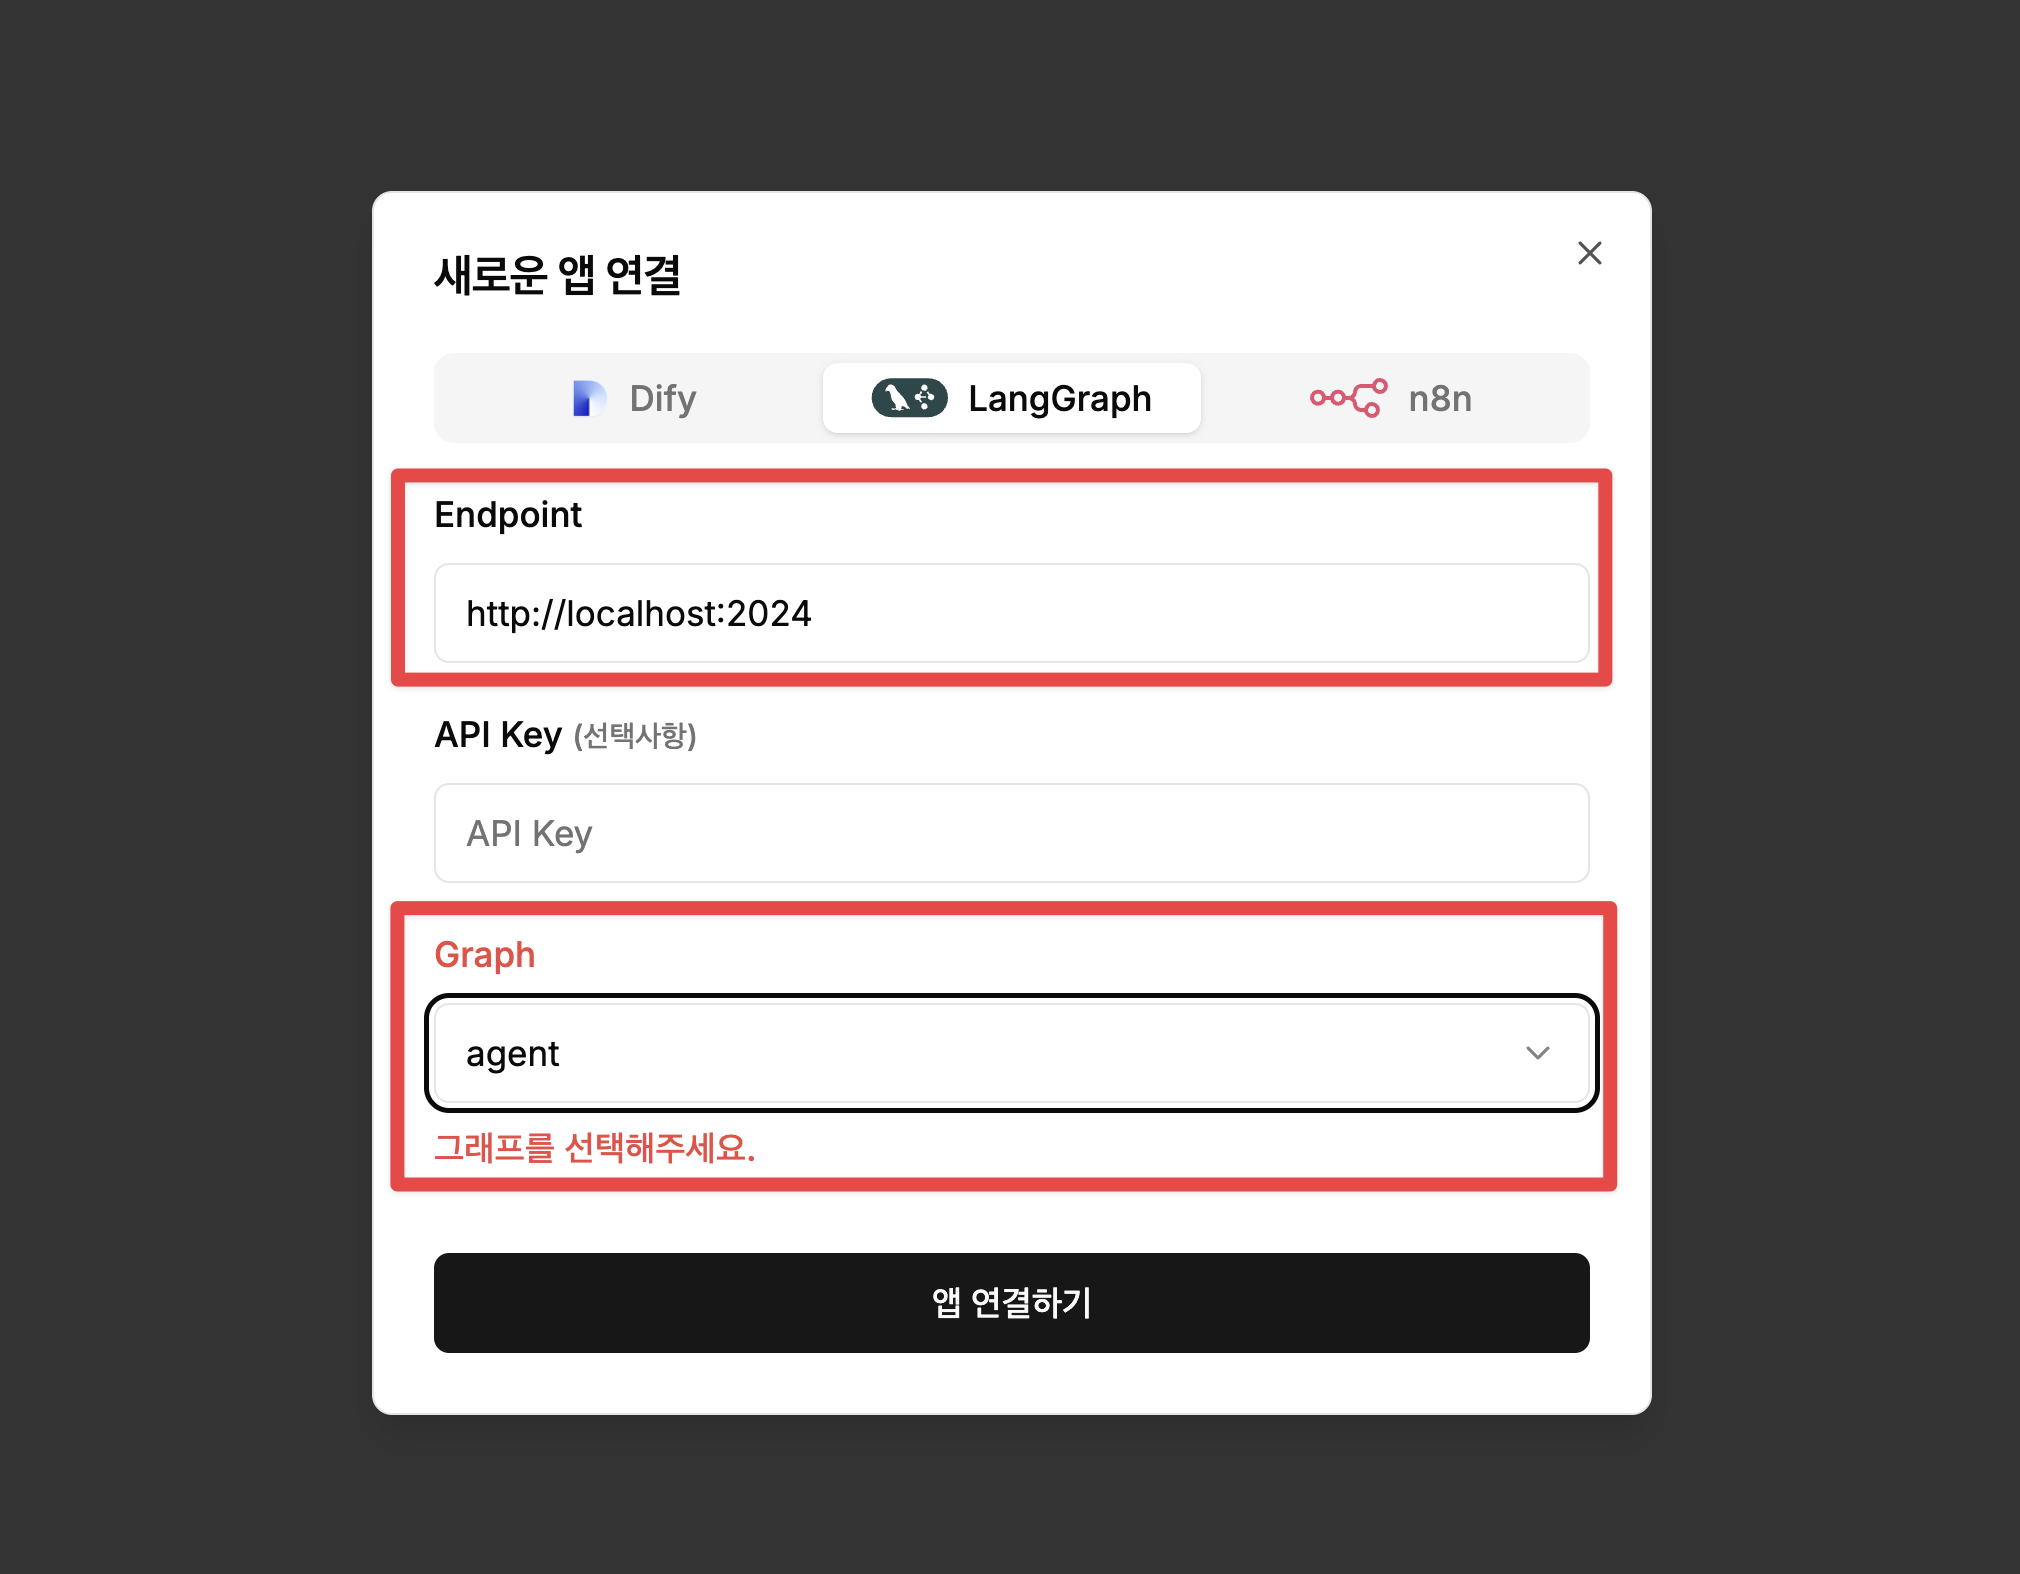 새로운 앱 연결
Dify
LangGraph
n8n
Endpoint
http://localhost:2024
API Key (선택사항)
API Key
Graph
agent
그래프를 선택해주세요.
앱 연결하기